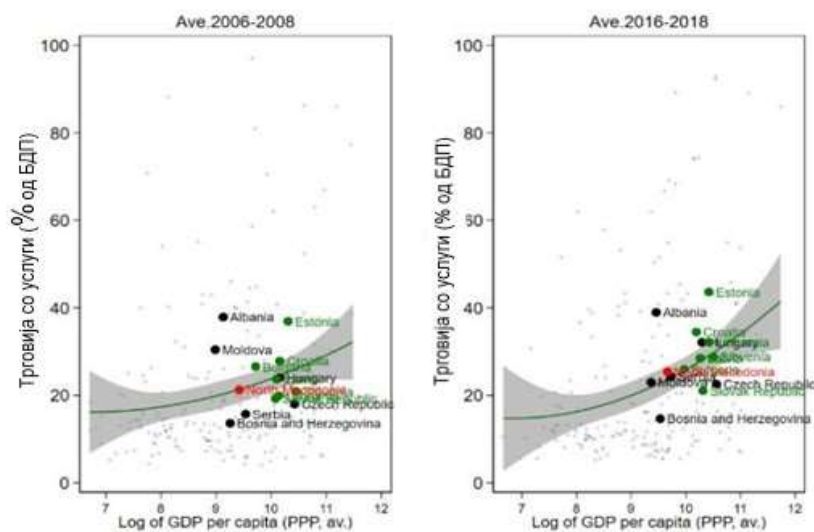 Ave.2006-2008
Трговија со услуги (% од БДП)
100
80
60
40
20
0
Albania
Estonia
Moldova
Croatia
Hungary
North Macedonia
Czech Republic
Serbia
Bosnia and Herzegovina
7 8 9 10 11 12
Log of GDP per capita (PPP, av.)
Ave.2016-2018
Трговија со услуги (% од БДП)
100
80
60
40
20
0
Estonia
Albania
Croatia
Hungary
Slovenia
Moldova
Czech Republic
Slovak Republic
Bosnia and Herzegovina
7 8 9 10 11 12
Log of GDP per capita (PPP, av.)